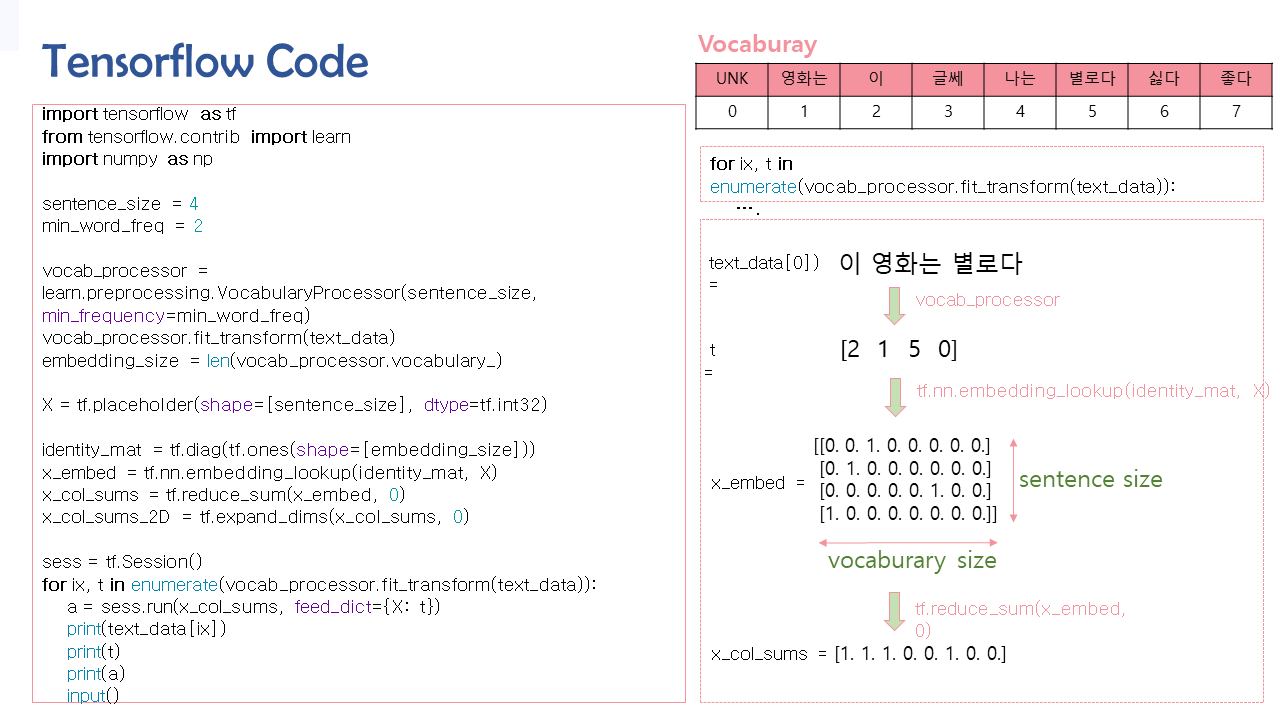 Tensorflow Code
import tensorflow as tf
from tensorflow.contrib import learn
import numpy as np
sentence_size = 4
min_word_freq = 2
vocab_processor =
learn.preprocessing.VocabularyProcessor(sentence_size,
min_frequency=min_word_freq)
vocab_processor.fit_transform(text_data)
embedding_size = len(vocab_processor.vocabulary_)
X = tf.placeholder(shape=[sentence_size], dtype=tf.int32)
identity_mat = tf.diag(tf.ones(shape=[embedding_size]))
x_embed = tf.nn.embedding_lookup(identity_mat, X)
x_col_sums = tf.reduce_sum(x_embed, 0)
x_col_sums_2D = tf.expand_dims(x_col_sums, 0)
sess = tf.Session()
for ix, t in enumerate(vocab_processor.fit_transform(text_data)):
a = sess.run(x_col_sums, feed_dict={X: t})
print(text_data[ix])
print(t)
print(a)
input()
Vocaburay
UNK 영화는 이 글쎄 나는 별로다 싫다 좋다
0 1 2 3 4 5 6 7
for ix, t in
enumerate(vocab_processor.fit_transform(text_data)):
….
text_data[0]) 이 영화는 별로다
=
vocab_processor
t [2 1 5 0]
=
tf.nn.embedding_lookup(identity_mat, X)
[[0. 0. 1. 0. 0. 0. 0. 0.]
[0. 1. 0. 0. 0. 0. 0. 0.]
x_embed = [0. 0. 0. 0. 0. 1. 0. 0.]
[1. 0. 0. 0. 0. 0. 0. 0.]]
sentence size
vocaburary size
tf.reduce_sum(x_embed,
0)
x_col_sums = [1. 1. 1. 0. 0. 1. 0. 0.]